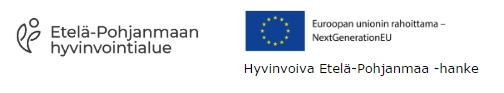 Etelä-Pohjanmaan
hyvinvointialue
Euroopan unionin rahoittama –
NextGenerationEU
Hyvinvoiva Etelä-Pohjanmaa -hanke